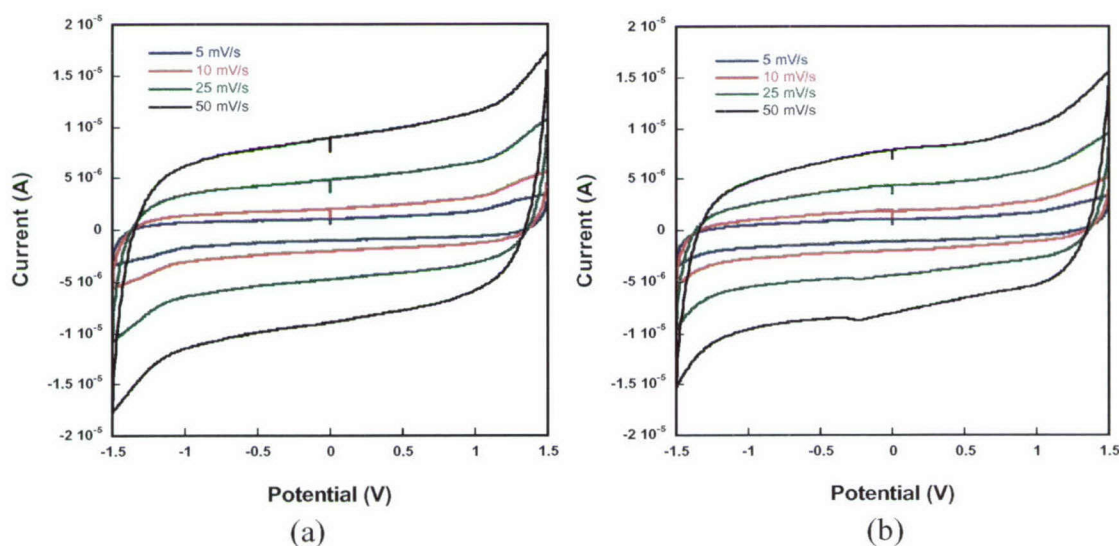 2 10-5
1.5 10-5
1 10-5
5 10-6
0
-5 10-6
-1 10-5
-1.5 10-5
-2 10-5
Current (A)
5 mV/s
10 mV/s
25 mV/s
50 mV/s
-1.5 -1 -0.5 0 0.5 1 1.5
Potential (V)
(a)
2 10-5
1.5 10-5
1 10-5
5 10-6
0
-5 10-6
-1 10-5
-1.5 10-5
-2 10-5
Current (A)
5 mV/s
10 mV/s
25 mV/s
50 mV/s
-1.5 -1 -0.5 0 0.5 1 1.5
Potential (V)
(b)